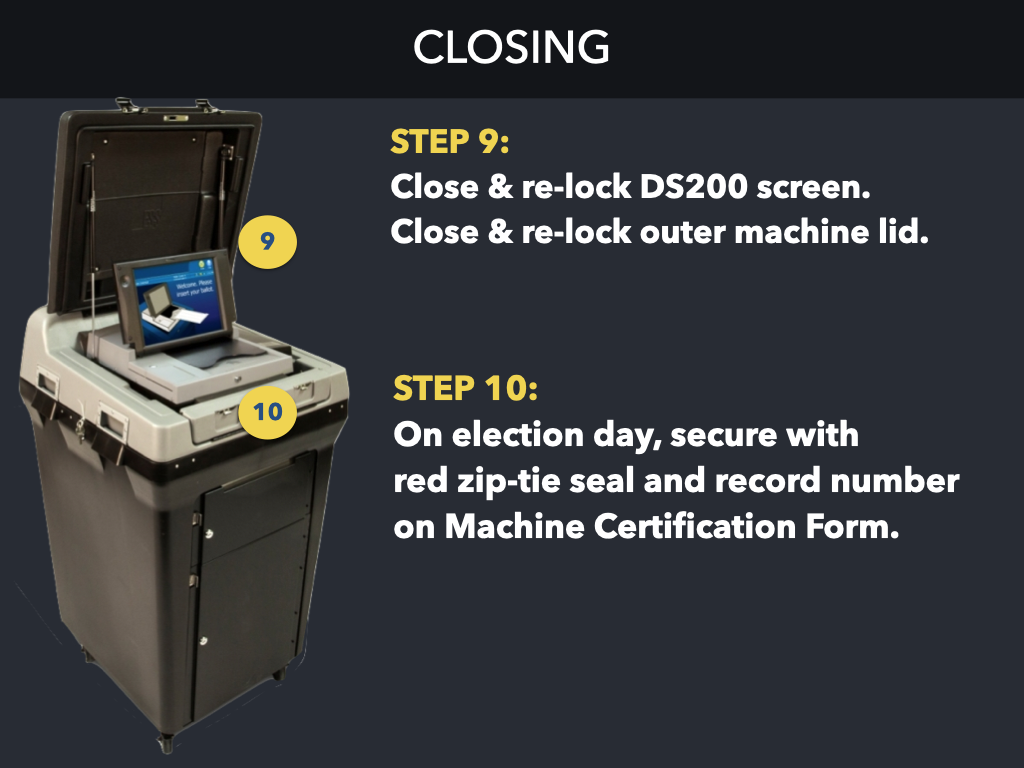 CLOSING
STEP 9:
Close & re-lock DS200 screen.
Close & re-lock outer machine lid.
9
Welcome. Please
insert your ballot.
STEP 10:
10
On election day, secure with
red zip-tie seal and record number
on Machine Certification Form.